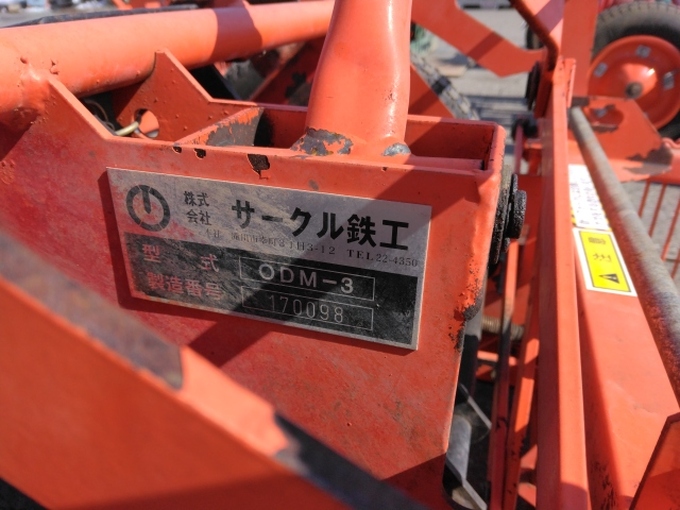 株式会社 サークル鉄工
TEL 22-4350
型式 ODM-3
製造番号 170098